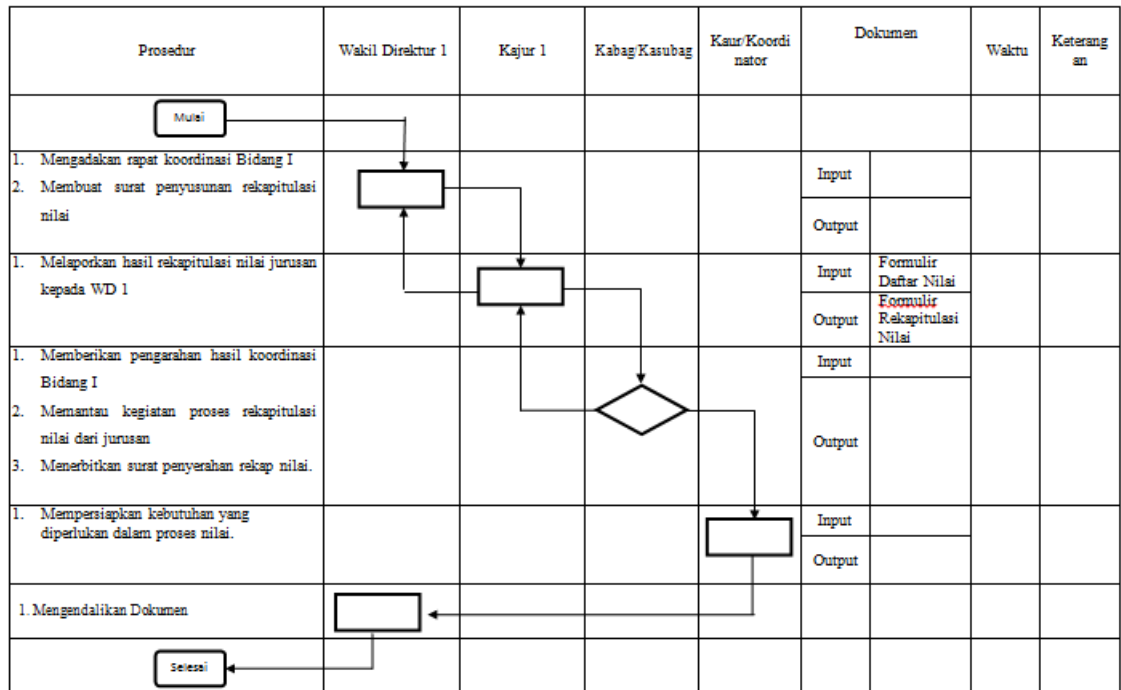 Prosedur
Wakil Direktur 1
Kajur 1
Kabag/Kasubag
Kaur/Koordi
nator
Dokumen
Waktu
Keterang
an
Mulai
1. Mengadakan rapat koordinasi Bidang I
2. Membuat surat penyusunan rekapitulasi
nilai
Input
Output
1. Melaporkan hasil rekapitulasi nilai jurusan
kepada WD 1
Input
Formulir
Daftar Nilai
Output
Formulir
Rekapitulasi
Nilai
1. Memberikan pengarahan hasil koordinasi
Bidang I
2. Memantau kegiatan proses rekapitulasi
nilai dari jurusan
3. Menerbitkan surat penyerahan rekap nilai.
Input
Output
1. Mempersiapkan kebutuhan yang
diperlukan dalam proses nilai.
Input
Output
1. Mengendalikan Dokumen
Selesai